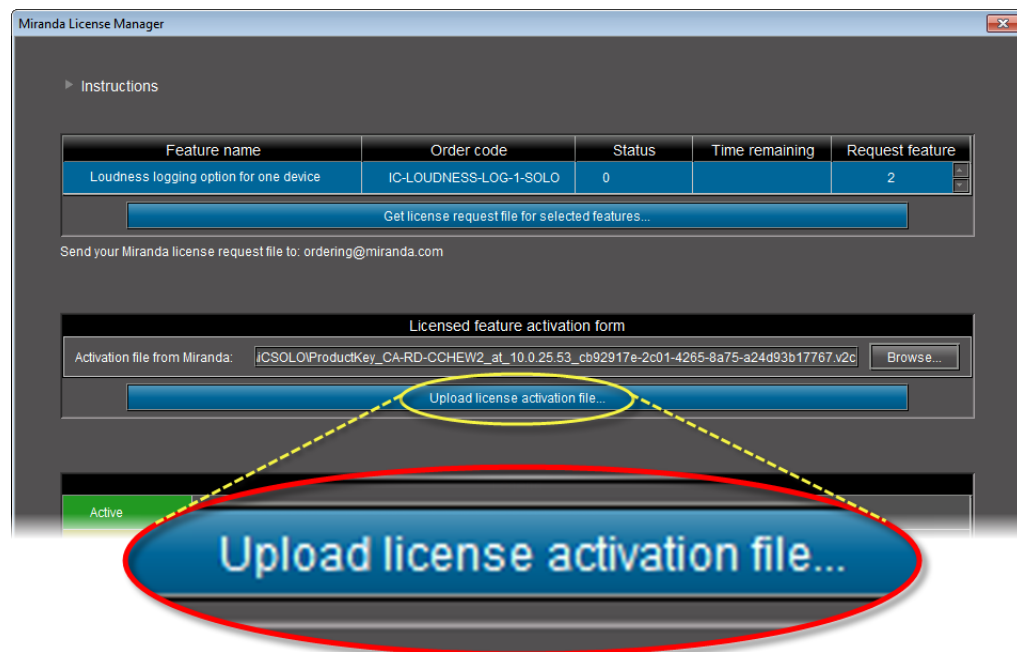 Miranda License Manager
Instructions
Feature name Order code Status Time remaining Request feature
Loudness logging option for one device IC-LOUDNESS-LOG-1-SOLO 0 2
Get license request file for selected features...
Send your Miranda license request file to: ordering@miranda.com
Licensed feature activation form
Activation file from Miranda: .iCSOLO\ProductKey_CA-RD-CCHEW2_at_10.0.25.53_cb92917e-2c01-4265-8a75-a24d93b17767.v2c Browse...
Upload license activation file...
Active
Upload license activation file...